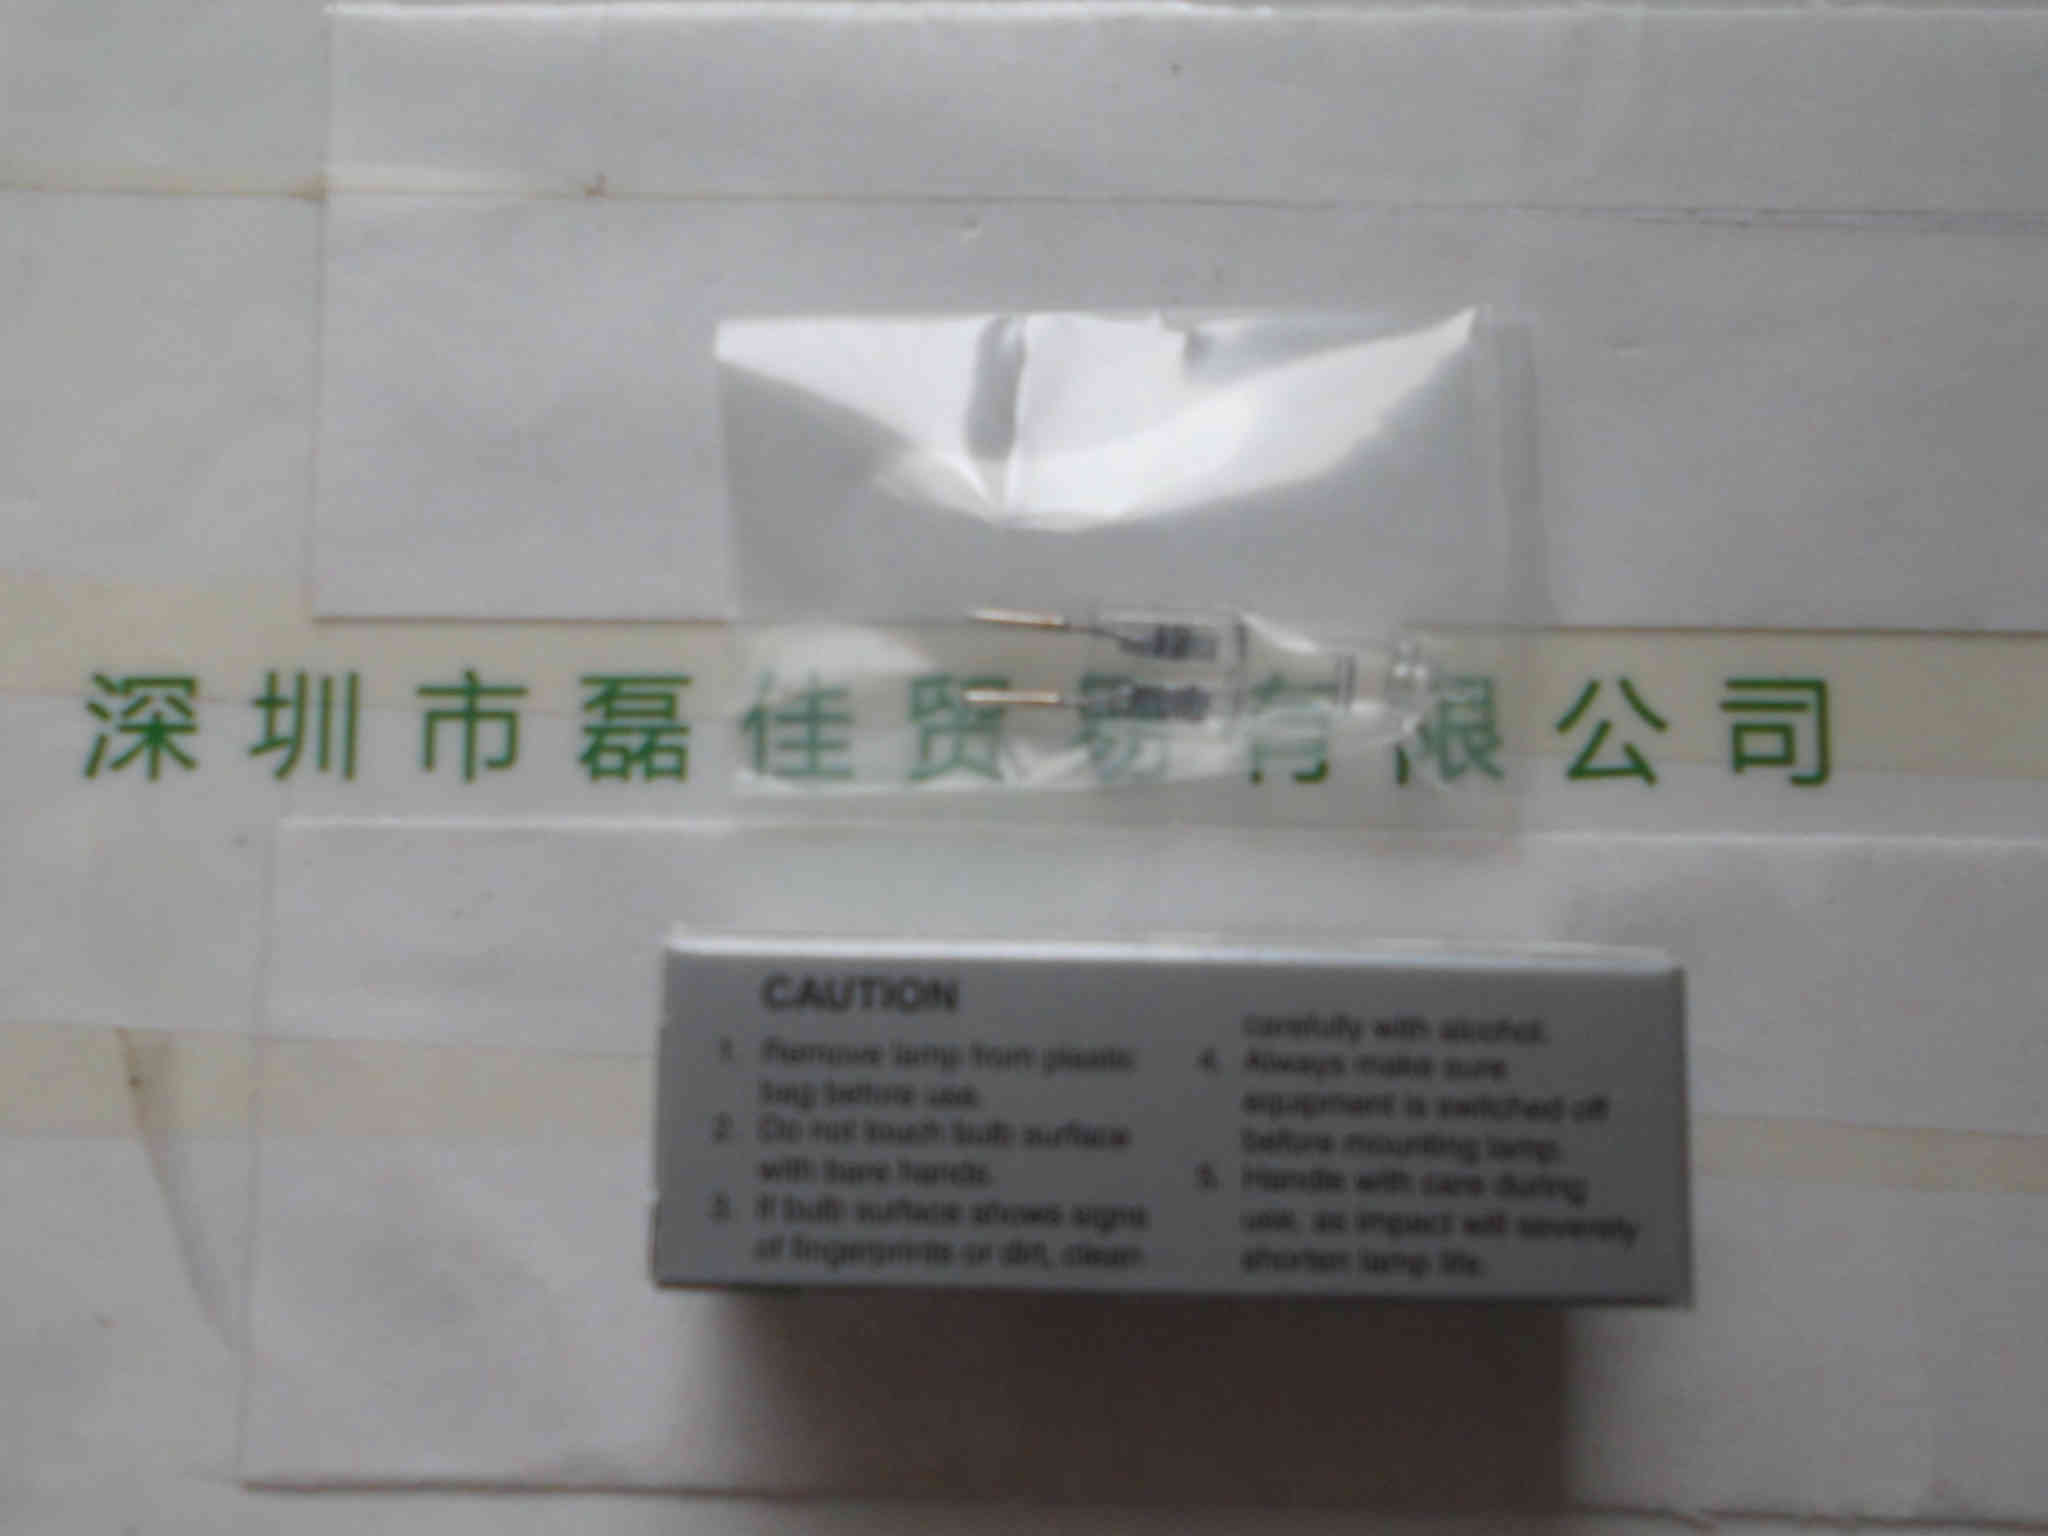 深圳市磊佳贸易有限公司
CAUTION
1. Remove lamp from plastic
bag before use.
2. Do not touch bulb surface
with bare hands.
3. If bulb surface shows signs
of fingerprints or dirt, clean
carefully with alcohol.
4. Always make sure
equipment is switched off
before mounting lamp.
5. Handle with care during
use, as impact will severely
shorten lamp life.